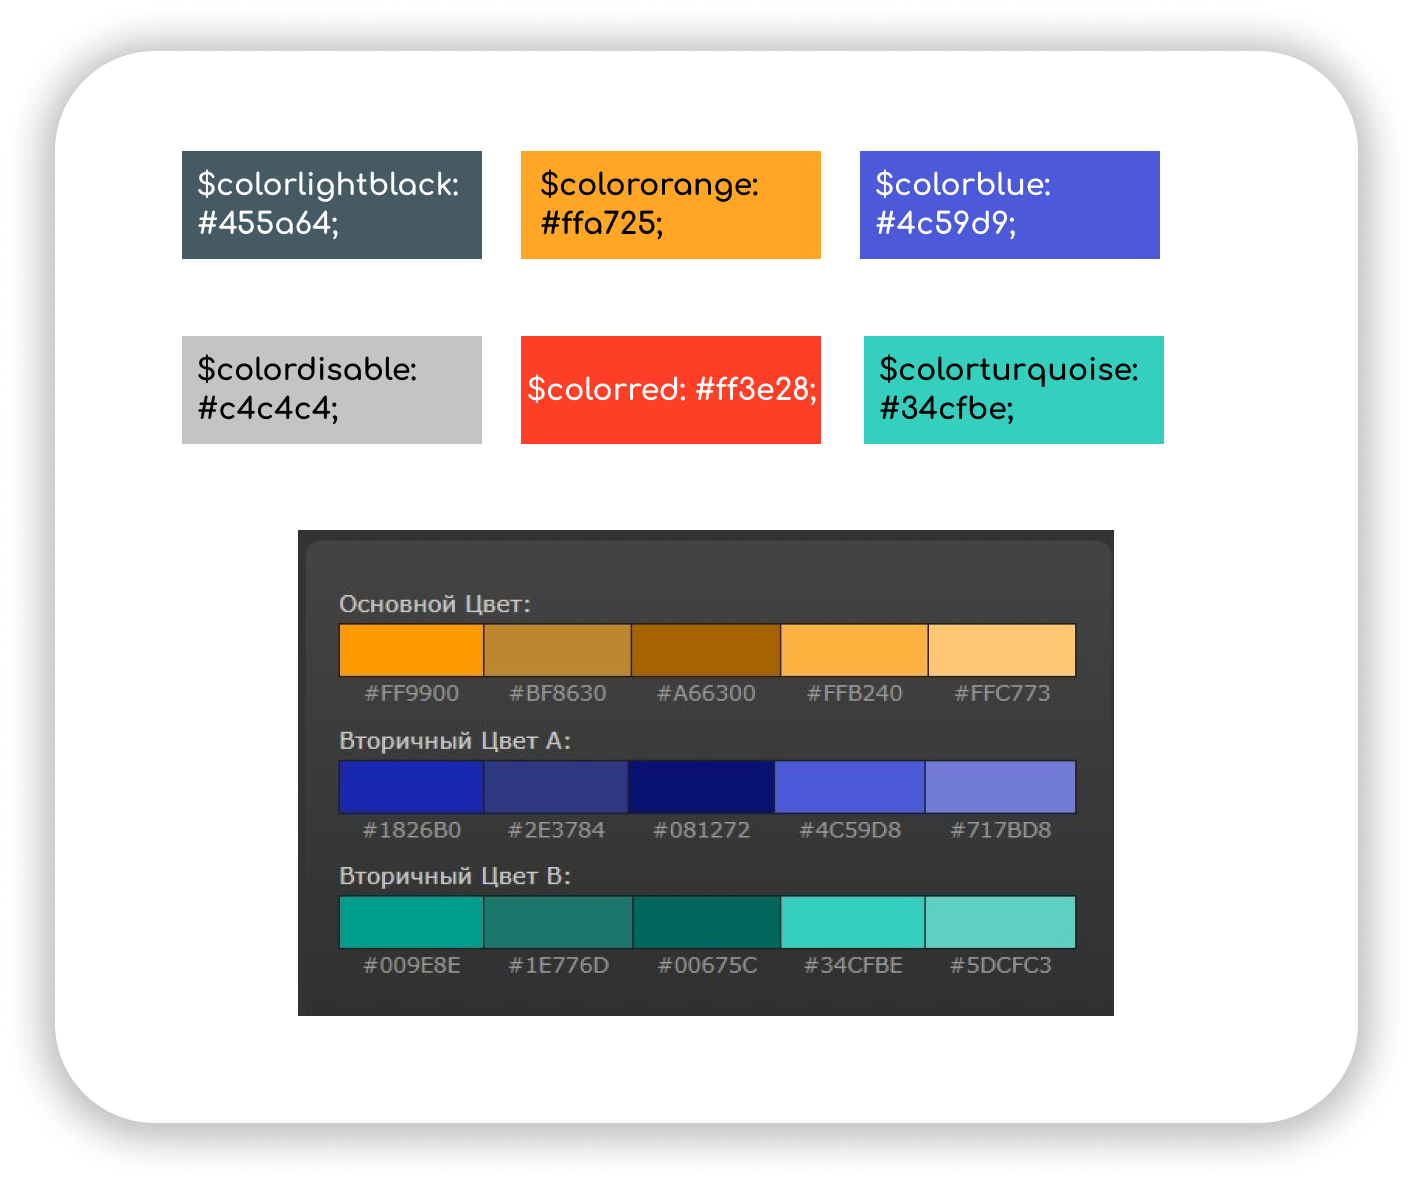 $colorlightblack:
#455a64;
$colororange:
#ffa725;
$colorblue:
#4c59d9;
$colordisable:
#c4c4c4;
$colorred: #ff3e28;
$colorturquoise:
#34cfbe;
Основной Цвет:
#FF9900 #BF8630 #A66300 #FFB240 #FFC773
Вторичный Цвет A:
#1826B0 #2E3784 #081272 #4C59D8 #717BD8
Вторичный Цвет B:
#009E8E #1E776D #00675C #34CFBE #5DCFC3